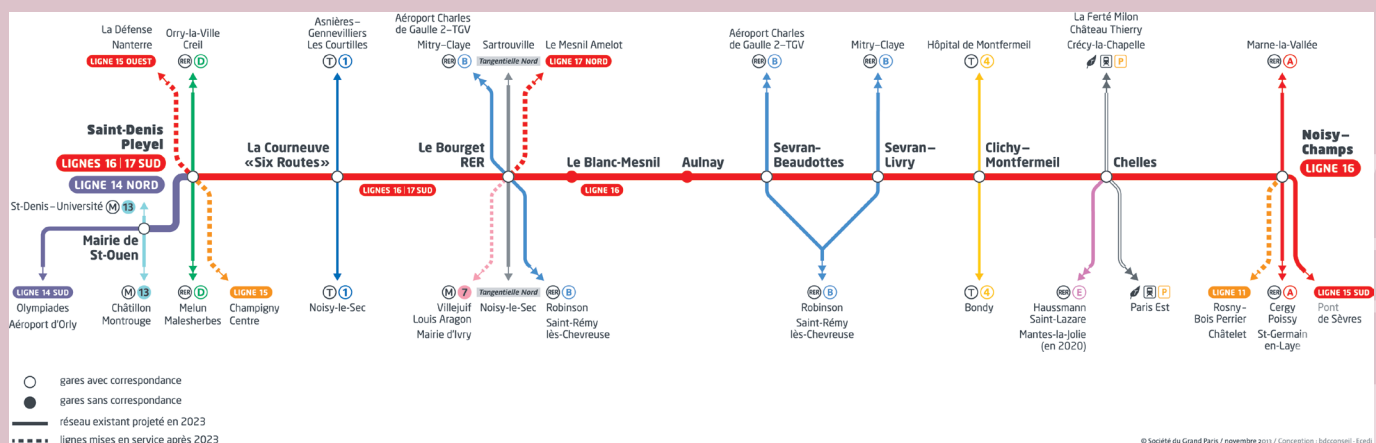 La Défense
Nanterre
LIGNE 15 OUEST
Orry-la-Ville
Creil
RER D
Asnières–
Gennevilliers
Les Courtilles
T 1
Aéroport Charles
de Gaulle 2–TGV
Mitry–Claye
RER B
Sartrouville
Tangentielle Nord
Le Mesnil Amelot
LIGNE 17 NORD
Aéroport Charles
de Gaulle 2–TGV
RER B
Mitry–Claye
RER B
Hôpital de Montfermeil
T 4
La Ferté Milon
Château Thierry
Crécy-la-Chapelle
P
Marne-la-Vallée
RER A
Saint-Denis
Pleyel
LIGNES 16 | 17 SUD
LIGNE 14 NORD
La Courneuve
«Six Routes»
LIGNES 16 | 17 SUD
Le Bourget
RER
Le Blanc-Mesnil
LIGNE 16
Aulnay
Sevran-
Beaudottes
Sevran–
Livry
Clichy–
Montfermeil
Chelles
Noisy–
Champs
LIGNE 16
St-Denis–Université M 13
Mairie de
St-Ouen
LIGNE 14 SUD
Olympiades
Aéroport d'Orly
M 13
Châtillon
Montrouge
RER D
Melun
Malesherbes
LIGNE 15
Champigny
Centre
T 1
Noisy-le-Sec
M 7
Villejuif
Louis Aragon
Mairie d'Ivry
Tangentielle Nord
Noisy-le-Sec
RER B
Robinson
Saint-Rémy
lès-Chevreuse
RER B
Robinson
Saint-Rémy
lès-Chevreuse
T 4
Bondy
RER E
Haussmann
Saint-Lazare
Mantes-la-Jolie
(en 2020)
P
Paris Est
LIGNE 11
Rosny–
Bois Perrier
Châtelet
RER A
Cergy
Poissy
St-Germain
en-Laye
LIGNE 15 SUD
Pont
de Sèvres
gares avec correspondance
gares sans correspondance
réseau existant projeté en 2023
lignes mises en service après 2023
© Société du Grand Paris / novembre 2013 / Conception : bdcconseil - Ecedi